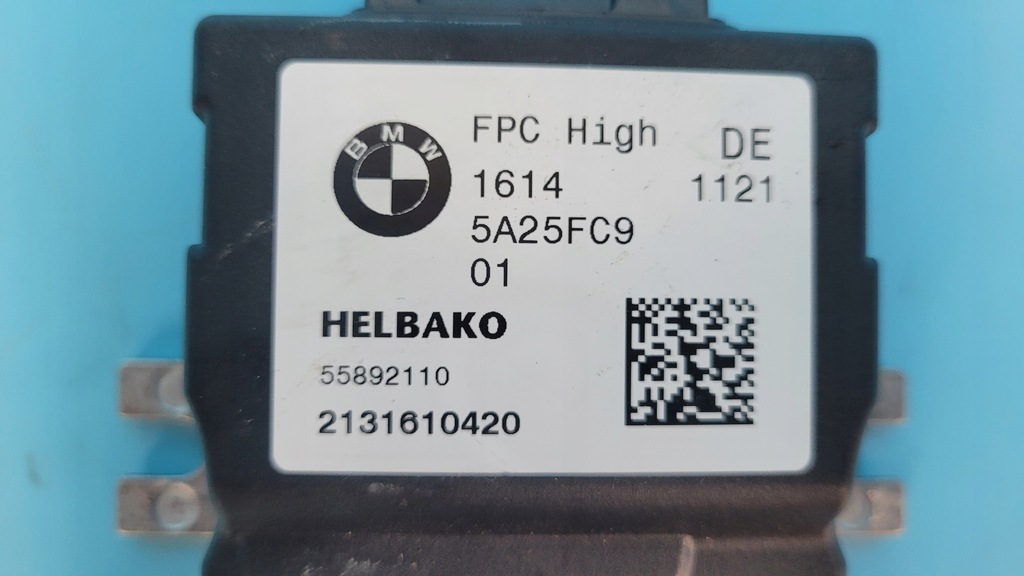 BMW
FPC High DE
1614 1121
5A25FC9
01
HELBAKO
55892110
2131610420